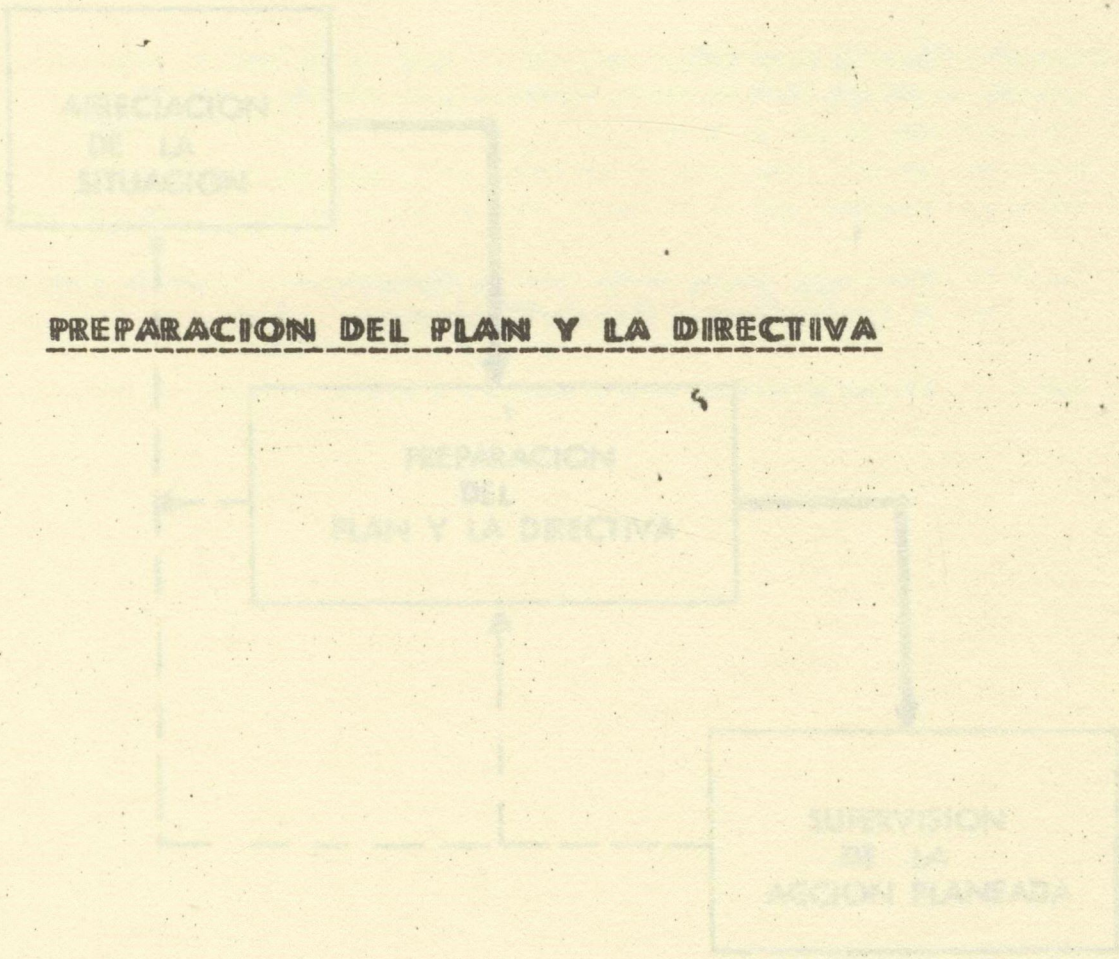 APRECIACION
DE LA
SITUACION
PREPARACION DEL PLAN Y LA DIRECTIVA
PREPARACION
DEL
PLAN Y LA DIRECTIVA
SUPERVISION
DE LA
ACCION PLANEADA